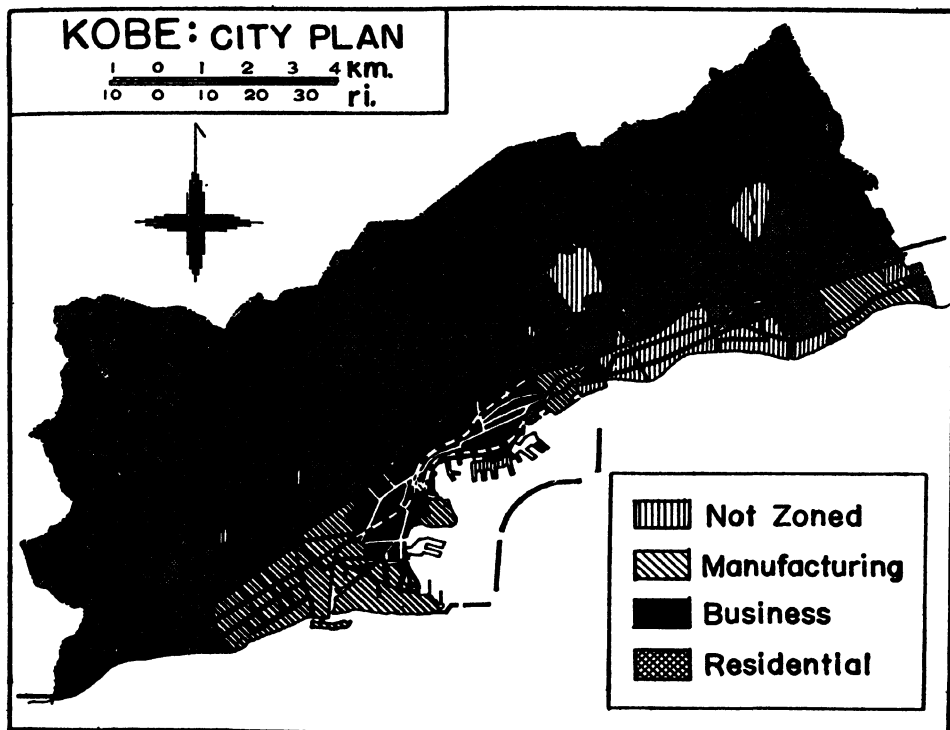 KOBE: CITY PLAN
1 0 1 2 3 4 km.
10 0 10 20 30 ri.
Not Zoned
Manufacturing
Business
Residential